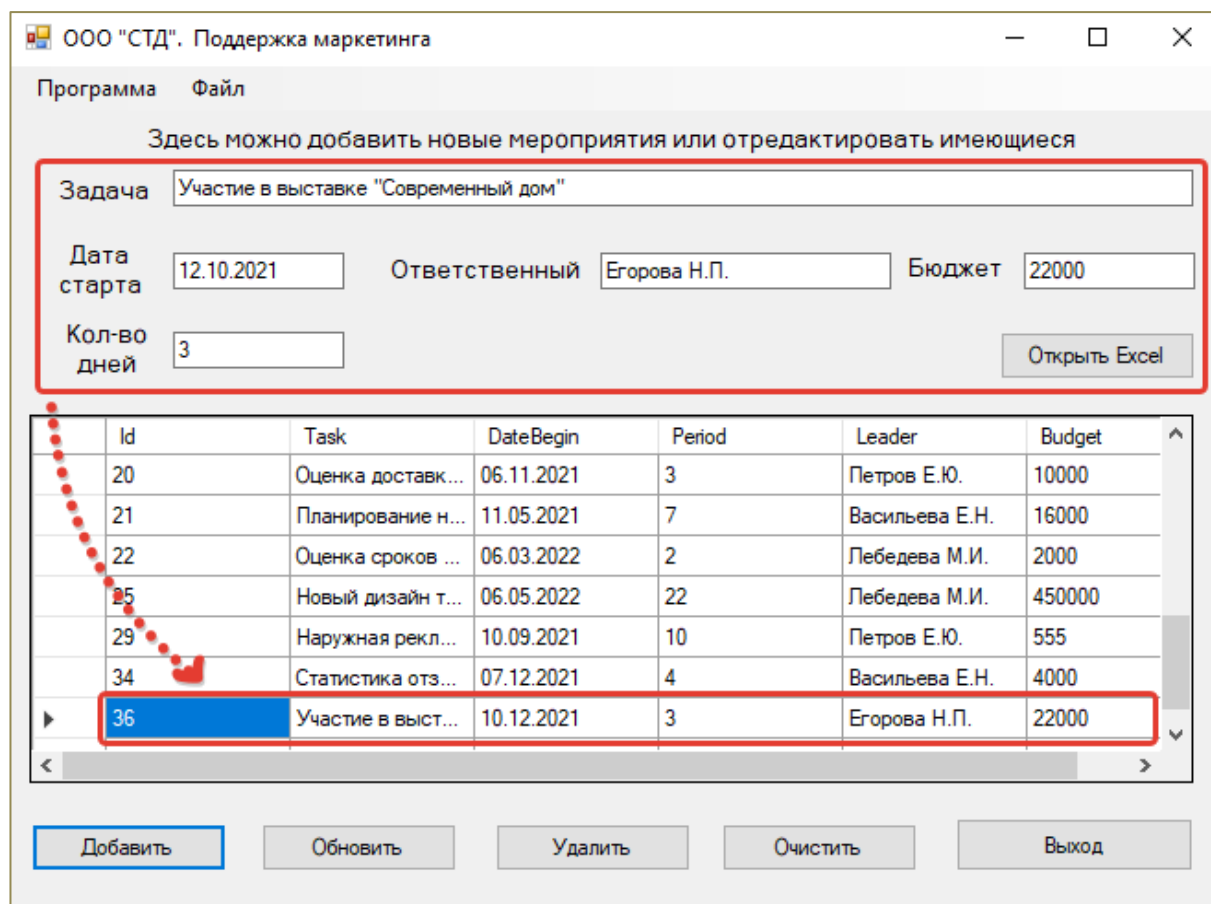 ООО "СТД". Поддержка маркетинга
Программа Файл
Здесь можно добавить новые мероприятия или отредактировать имеющиеся
Задача Участие в выставке "Современный дом"
Дата старта 12.10.2021 Ответственный Егорова Н.П. Бюджет 22000
Кол-во дней 3 Открыть Excel
Id Task DateBegin Period Leader Budget
20 Оценка доставк... 06.11.2021 3 Петров Е.Ю. 10000
21 Планирование н... 11.05.2021 7 Васильева Е.Н. 16000
22 Оценка сроков ... 06.03.2022 2 Лебедева М.И. 2000
25 Новый дизайн т... 06.05.2022 22 Лебедева М.И. 450000
29 Наружная рекл... 10.09.2021 10 Петров Е.Ю. 555
34 Статистика отз... 07.12.2021 4 Васильева Е.Н. 4000
36 Участие в выст... 10.12.2021 3 Егорова Н.П. 22000
Добавить Обновить Удалить Очистить Выход